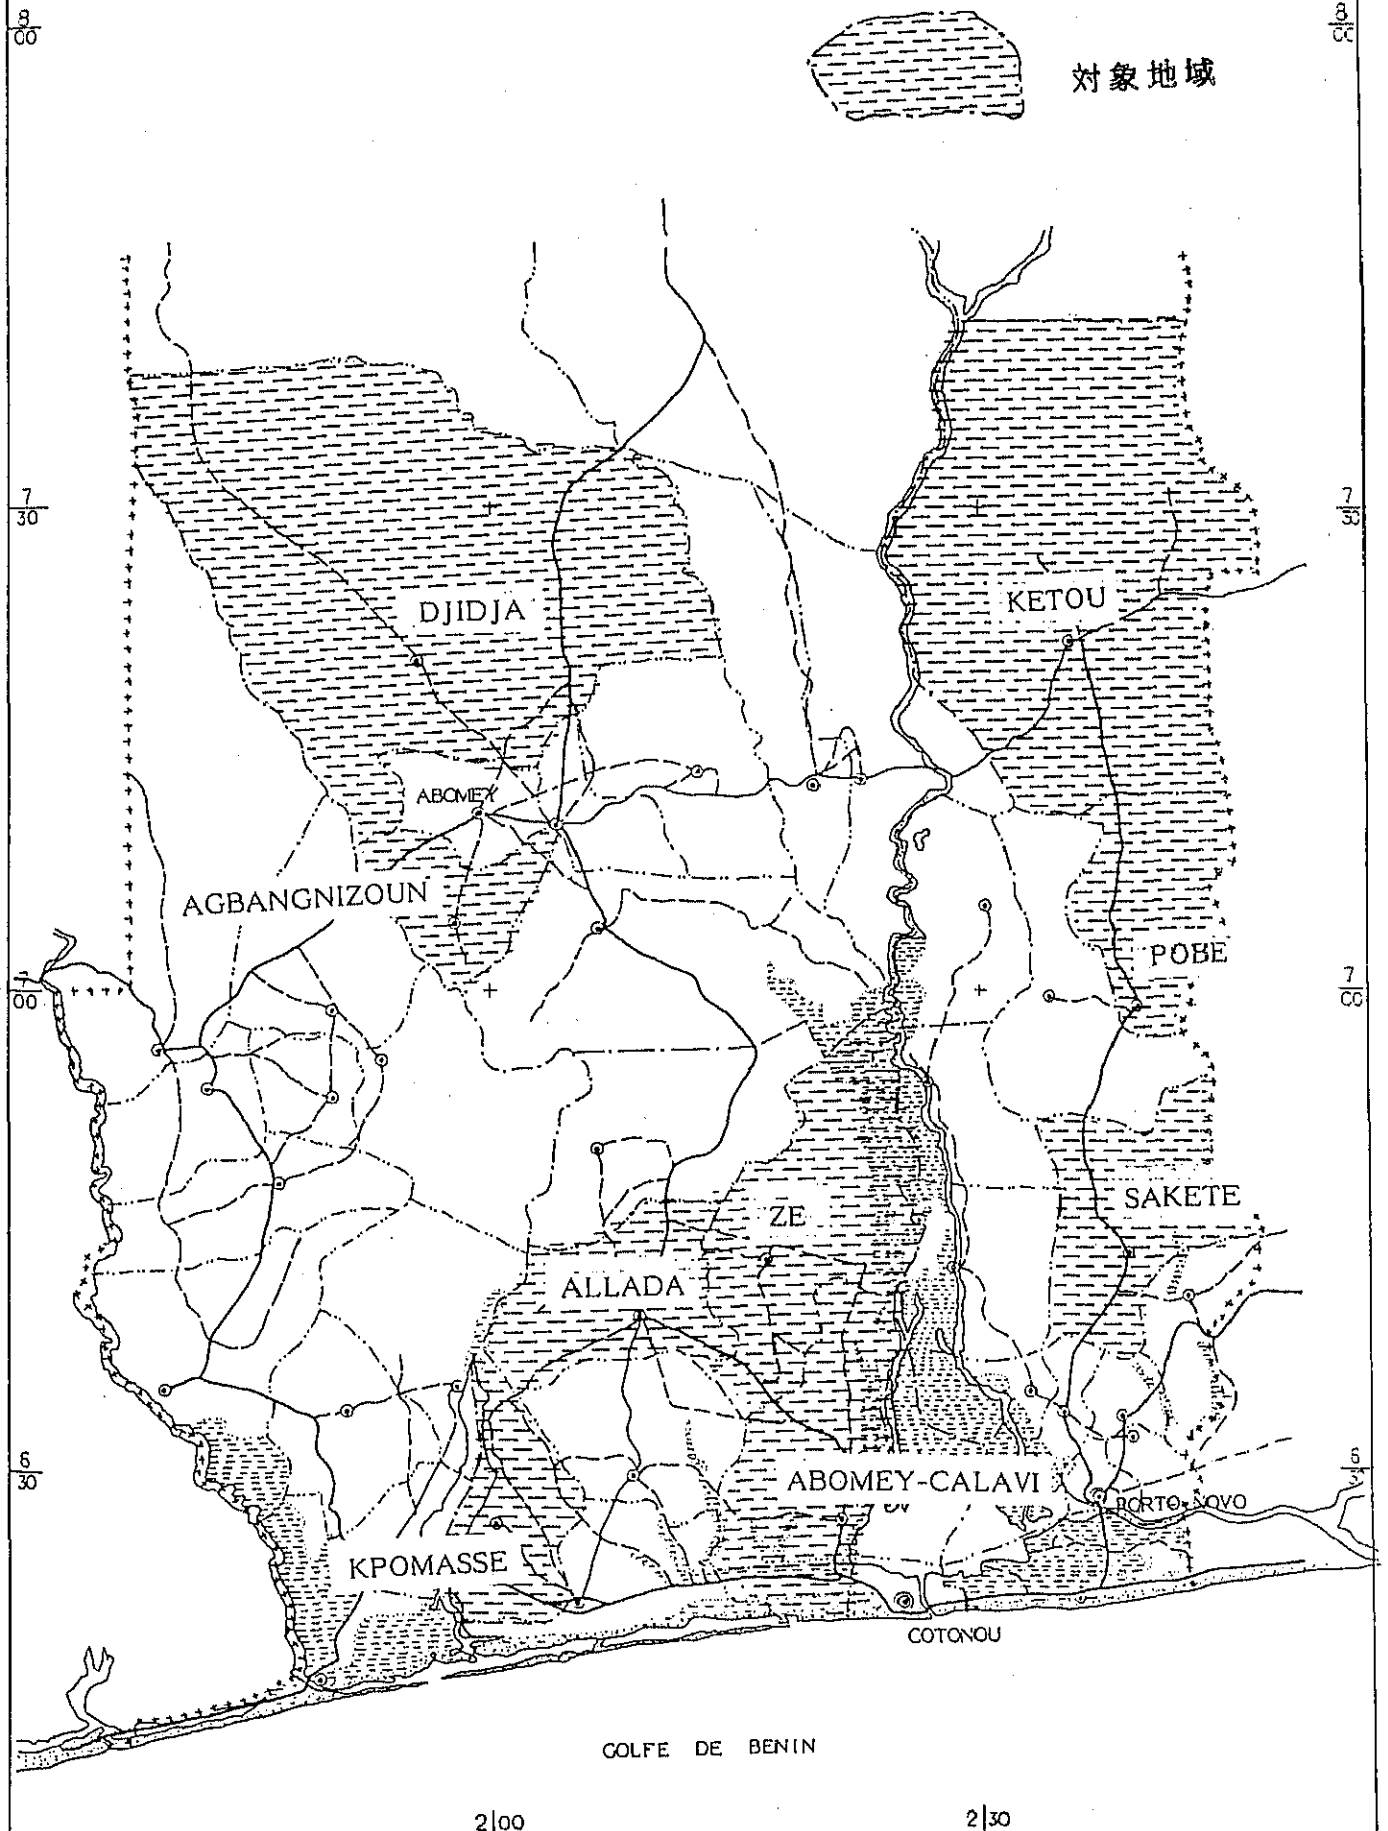 8
00
8
00
対象地域
7
30
7
30
DJIDJA
KETOU
ABOMEY
AGBANGNIZOUN
POBE
7
00
7
00
SAKETE
ZE
ALLADA
6
30
6
ABOMEY-CALAVI
PORTO-NOVO
KPOMASSE
COTONOU
GOLFE DE BENIN
2|00
2|30